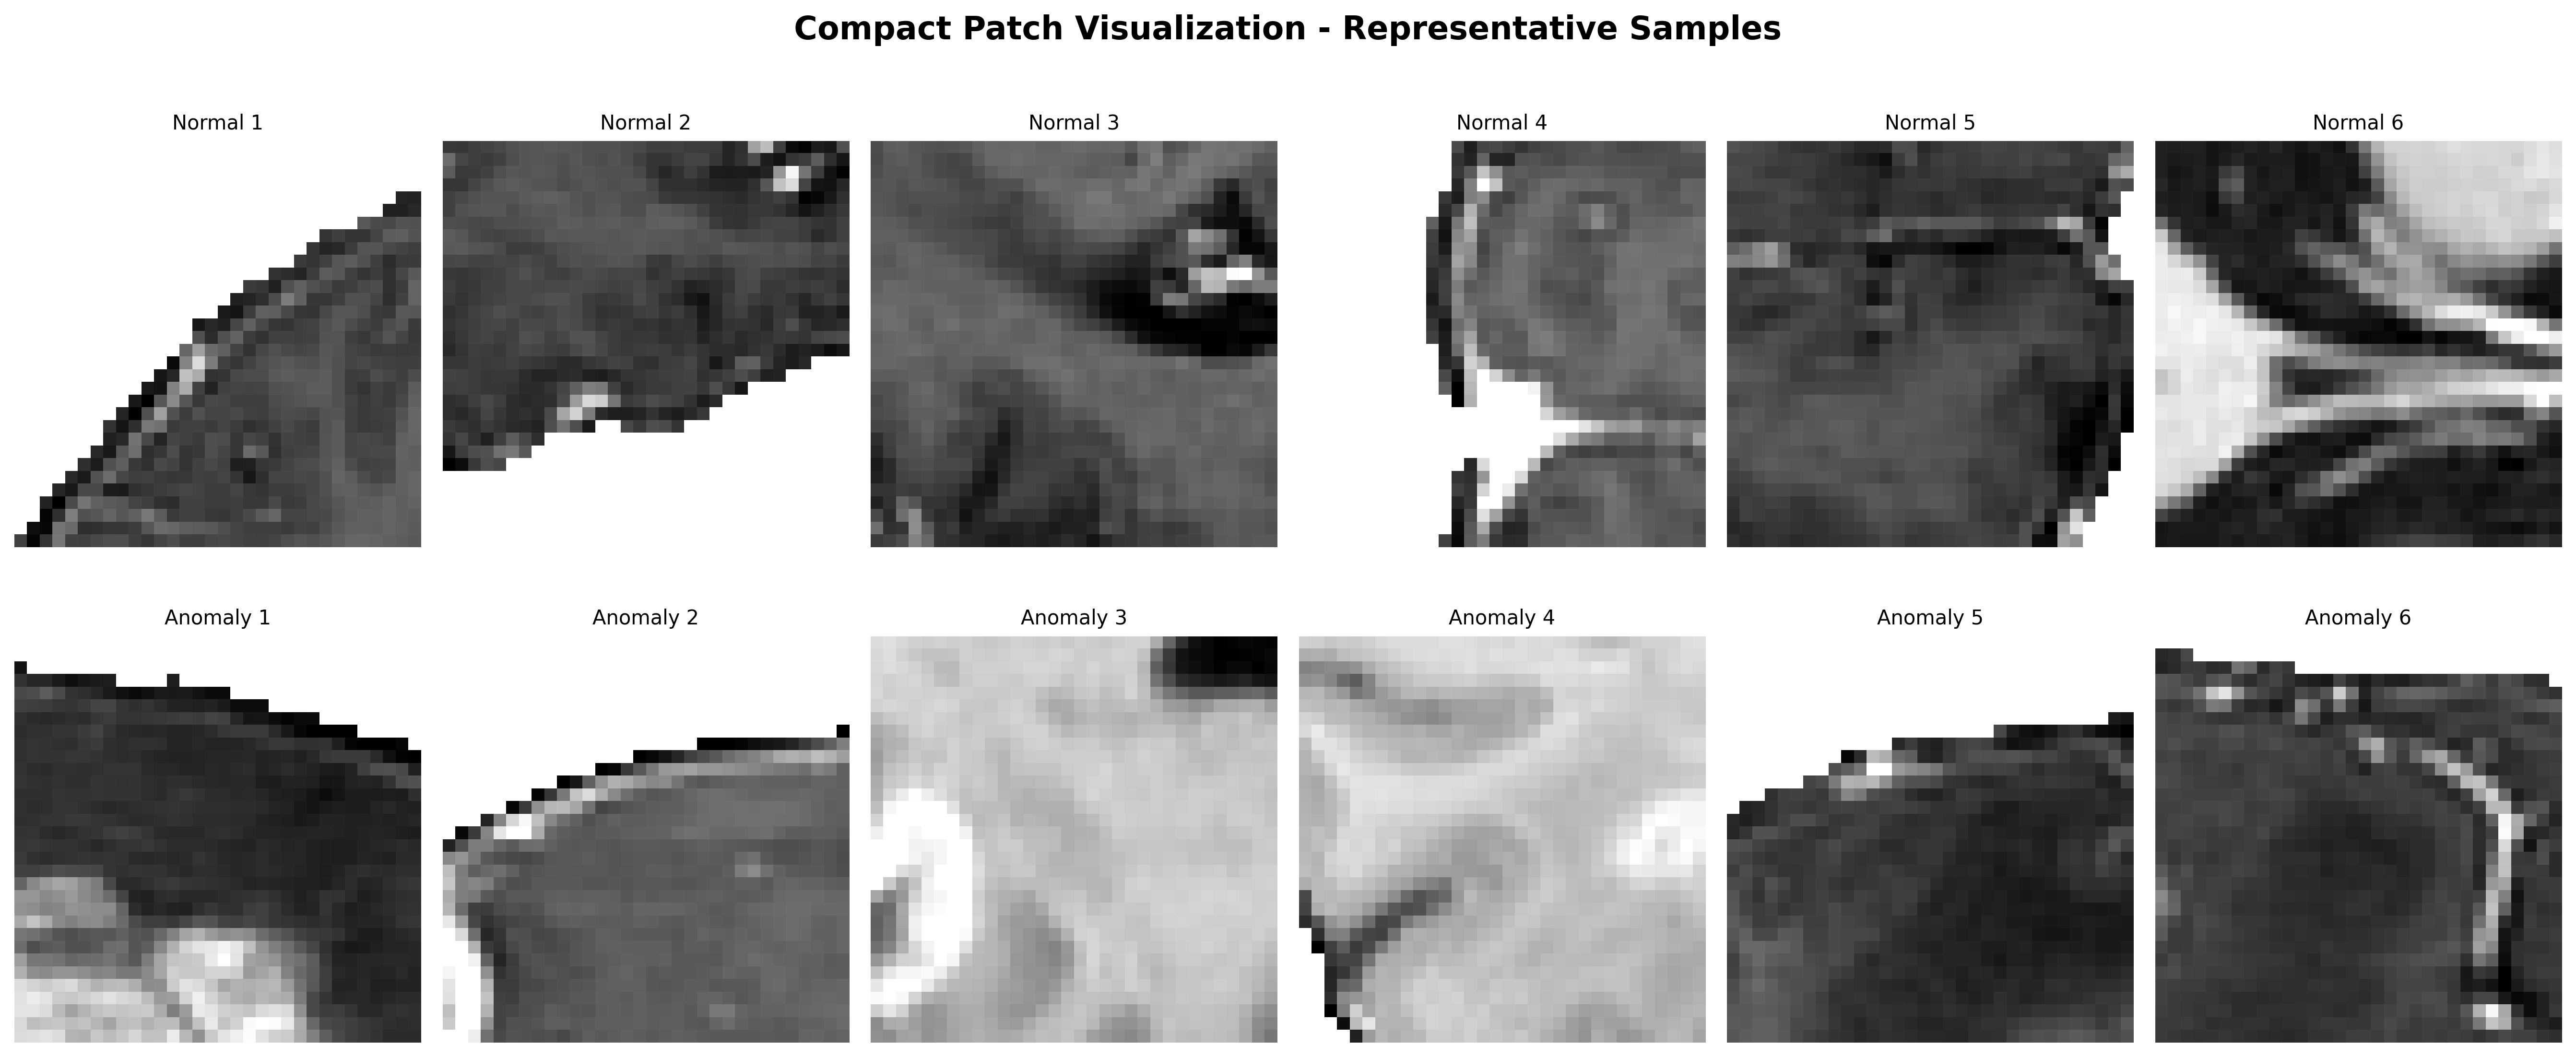 Compact Patch Visualization - Representative Samples
Normal 1
Normal 2
Normal 3
Normal 4
Normal 5
Normal 6
Anomaly 1
Anomaly 2
Anomaly 3
Anomaly 4
Anomaly 5
Anomaly 6